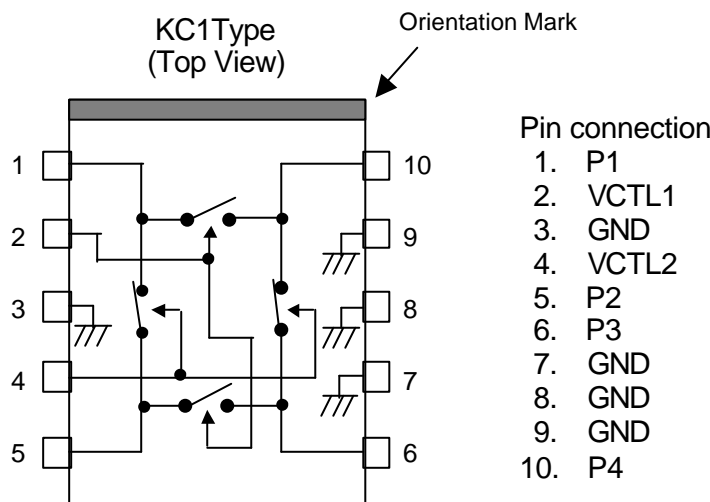 KC1Type
(Top View)
Orientation Mark
1
2
3
4
5
10
9
8
7
6
Pin connection
1. P1
2. VCTL1
3. GND
4. VCTL2
5. P2
6. P3
7. GND
8. GND
9. GND
10. P4